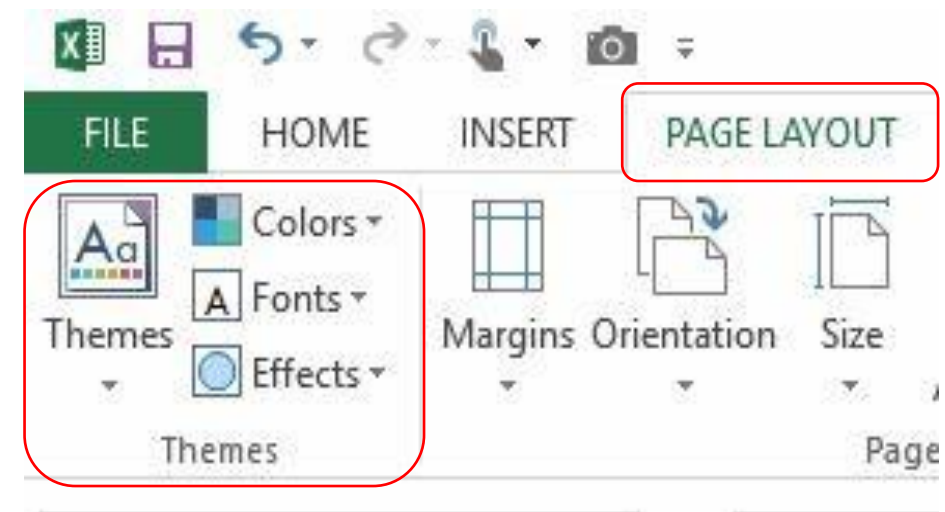 FILE HOME INSERT PAGE LAYOUT
Colors
Fonts
Themes Margins Orientation Size
Effects
Themes Page